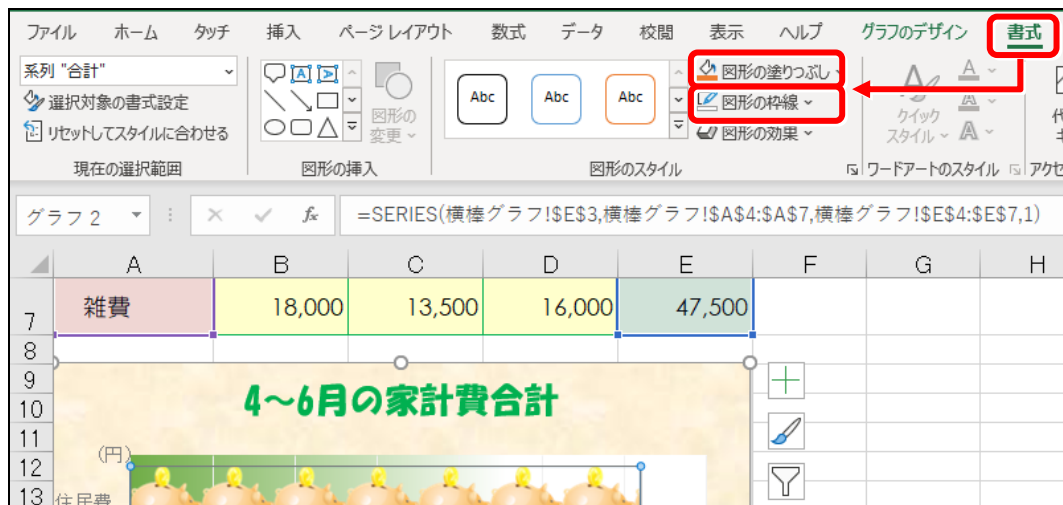 ファイル ホーム タッチ 挿入 ページ レイアウト 数式 データ 校閲 表示 ヘルプ グラフのデザイン 書式
系列 "合計"
選択対象の書式設定
リセットしてスタイルに合わせる
現在の選択範囲
図形の
変更
図形の挿入
Abc Abc Abc
図形の塗りつぶし
図形の枠線
図形の効果
図形のスタイル
クイック
スタイル
A
A
A
ワードアートのスタイル
アクセ
グラフ 2 fx =SERIES(横棒グラフ!$E$3,横棒グラフ!$A$4:$A$7,横棒グラフ!$E$4:$E$7,1)
A B C D E F G H
7 雑費 18,000 13,500 16,000 47,500
8
9
10 4～6月の家計費合計
11
12 (円)
13 住居費